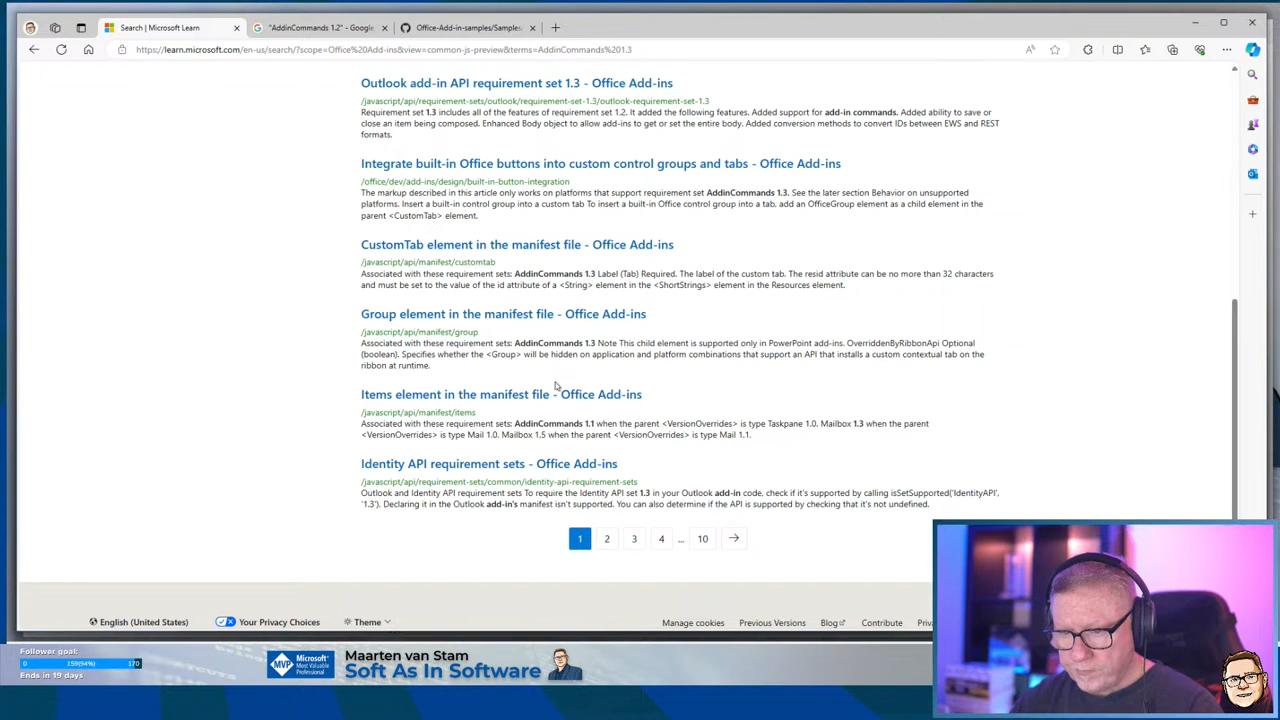 Search | Microsoft Learn
"AddinCommands 1.2" - Google
Office-Add-in-samples/Samples
https://learn.microsoft.com/en-us/search/?scope=Office%20Add-ins&view=common-js-preview&terms=AddinCommands%201.3
Outlook add-in API requirement set 1.3 - Office Add-ins
/javascript/api/requirement-sets/outlook/requirement-set-1.3/outlook-requirement-set-1.3
Requirement set 1.3 includes all of the features of requirement set 1.2. It added the following features. Added support for add-in commands. Added ability to save or
close an item being composed. Enhanced Body object to allow add-ins to get or set the entire body. Added conversion methods to convert IDs between EWS and REST
formats.
Integrate built-in Office buttons into custom control groups and tabs - Office Add-ins
/office/dev/add-ins/design/built-in-button-integration
The markup described in this article only works on platforms that support requirement set AddinCommands 1.3. See the later section Behavior on unsupported
platforms. Insert a built-in control group into a custom tab To insert a built-in Office control group into a tab, add an OfficeGroup element as a child element in the
parent <CustomTab> element.
CustomTab element in the manifest file - Office Add-ins
/javascript/api/manifest/customtab
Associated with these requirement sets: AddinCommands 1.3 Label (Tab) Required. The label of the custom tab. The resid attribute can be no more than 32 characters
and must be set to the value of the id attribute of a <String> element in the <ShortStrings> element in the Resources element.
Group element in the manifest file - Office Add-ins
/javascript/api/manifest/group
Associated with these requirement sets: AddinCommands 1.3 Note This child element is supported only in PowerPoint add-ins. OverriddenByRibbonApi Optional
(boolean). Specifies whether the <Group> will be hidden on application and platform combinations that support an API that installs a custom contextual tab on the
ribbon at runtime.
Items element in the manifest file - Office Add-ins
/javascript/api/manifest/items
Associated with these requirement sets: AddinCommands 1.1 when the parent <VersionOverrides> is type Taskpane 1.0. Mailbox 1.3 when the parent
<VersionOverrides> is type Mail 1.0. Mailbox 1.5 when the parent <VersionOverrides> is type Mail 1.1.
Identity API requirement sets - Office Add-ins
/javascript/api/requirement-sets/common/identity-api-requirement-sets
Outlook and Identity API requirement sets To require the Identity API set 1.3 in your Outlook add-in code, check if it's supported by calling isSetSupported('IdentityAPI',
'1.3'). Declaring it in the Outlook add-in's manifest isn't supported. You can also determine if the API is supported by checking that it's not undefined.
1 2 3 4 ... 10
English (United States) Your Privacy Choices Theme
Manage cookies Previous Versions Blog Contribute
Follower goal:
0 159(94%) 170
Ends in 19 days
MVP Microsoft Most Valuable Professional
Maarten van Stam
Soft As In Software